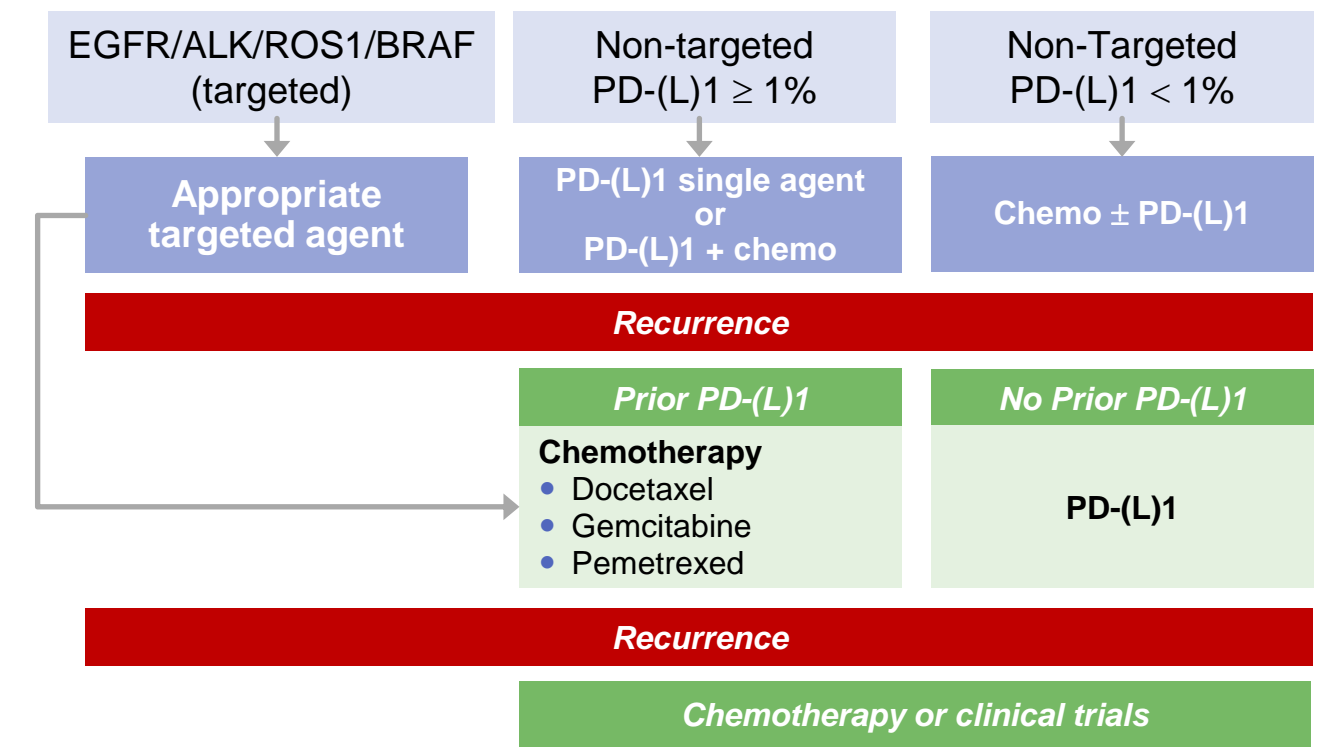 EGFR/ALK/ROS1/BRAF
(targeted)
Non-targeted
PD-(L)1 ≥ 1%
Non-Targeted
PD-(L)1 < 1%
Appropriate
targeted agent
PD-(L)1 single agent
or
PD-(L)1 + chemo
Chemo ± PD-(L)1
Recurrence
Prior PD-(L)1
No Prior PD-(L)1
Chemotherapy
• Docetaxel
• Gemcitabine
• Pemetrexed
PD-(L)1
Recurrence
Chemotherapy or clinical trials